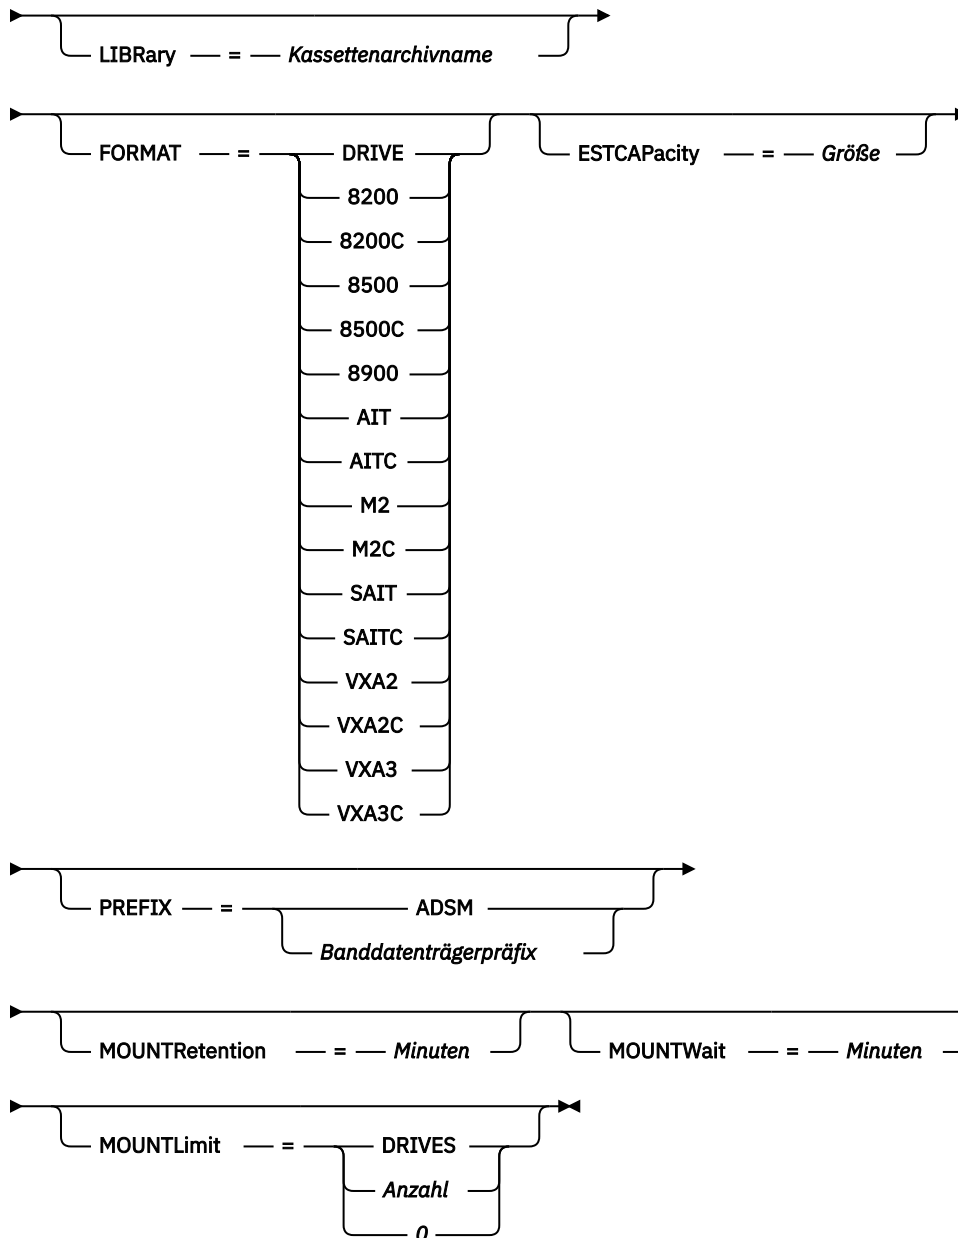 LIBRary = Kassettenarchivname
FORMAT = DRIVE ESTCAPacity = Größe
8200
8200C
8500
8500C
8900
AIT
AITC
M2
M2C
SAIT
SAITC
VXA2
VXA2C
VXA3
VXA3C
PREFIX = ADSM
Banddatenträgerpräfix
MOUNTRetention = Minuten MOUNTWait = Minuten
MOUNTLimit = DRIVES
Anzahl
0